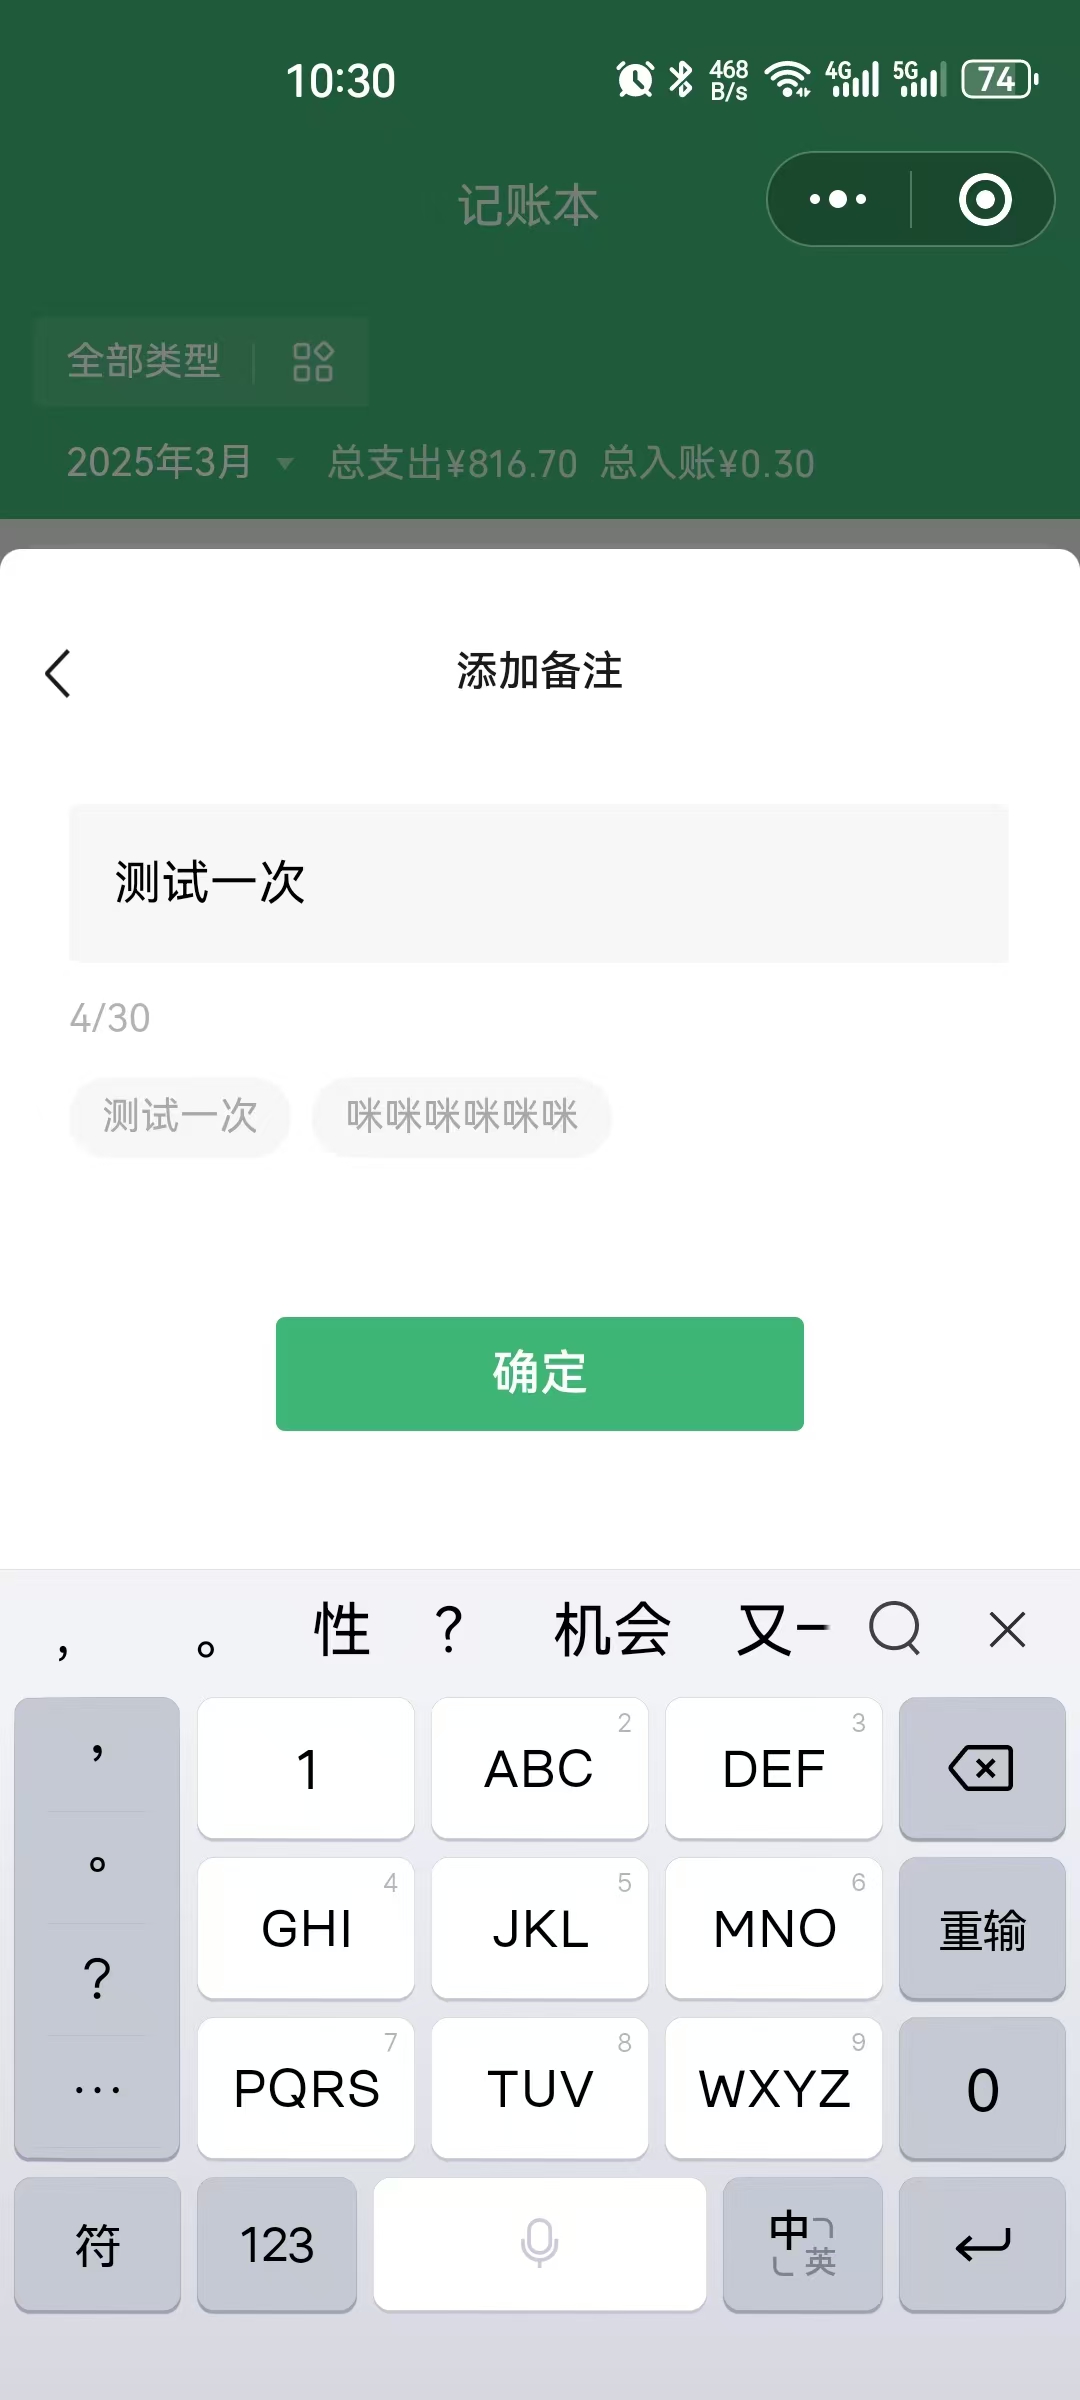 10:30 468 B/s 4G 5G 74
记账本
全部类型
2025年3月 总支出¥816.70 总入账¥0.30
添加备注
测试一次
4/30
测试一次 咪咪咪咪咪咪
确定
， 。 性 ？ 机会 又一
， 1 ABC 2 DEF 3
。 GHI 4 JKL 5 MNO 6 重输
？ PQRS 7 TUV 8 WXYZ 9 0
…
符 123 中 英